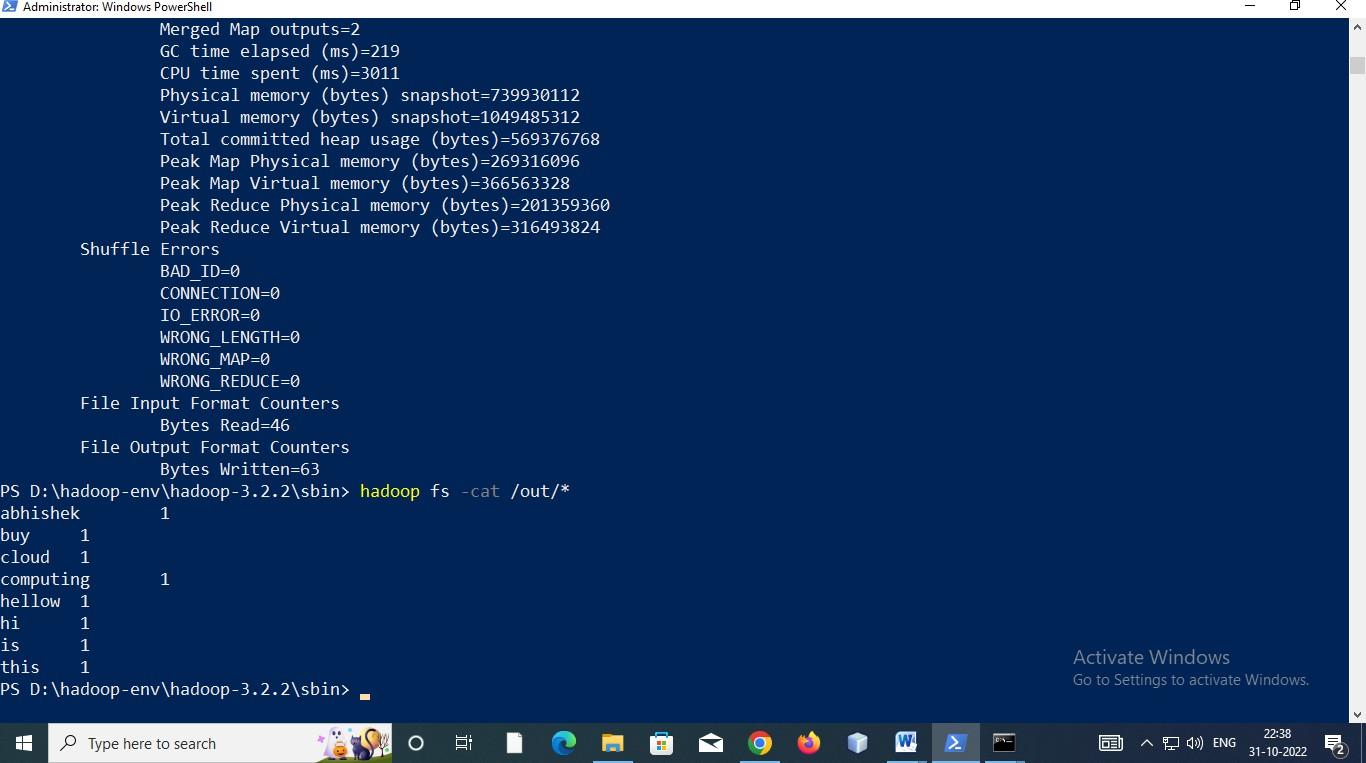 Administrator: Windows PowerShell
Merged Map outputs=2
GC time elapsed (ms)=219
CPU time spent (ms)=3011
Physical memory (bytes) snapshot=739930112
Virtual memory (bytes) snapshot=1049485312
Total committed heap usage (bytes)=569376768
Peak Map Physical memory (bytes)=269316096
Peak Map Virtual memory (bytes)=366563328
Peak Reduce Physical memory (bytes)=201359360
Peak Reduce Virtual memory (bytes)=316493824
Shuffle Errors
BAD_ID=0
CONNECTION=0
IO_ERROR=0
WRONG_LENGTH=0
WRONG_MAP=0
WRONG_REDUCE=0
File Input Format Counters
Bytes Read=46
File Output Format Counters
Bytes Written=63
PS D:\hadoop-env\hadoop-3.2.2\sbin> hadoop fs -cat /out/*
abhishek 1
buy 1
cloud 1
computing 1
hellow 1
hi 1
is 1
this 1
PS D:\hadoop-env\hadoop-3.2.2\sbin>
Activate Windows
Go to Settings to activate Windows.
Type here to search
ENG
22:38
31-10-2022
2